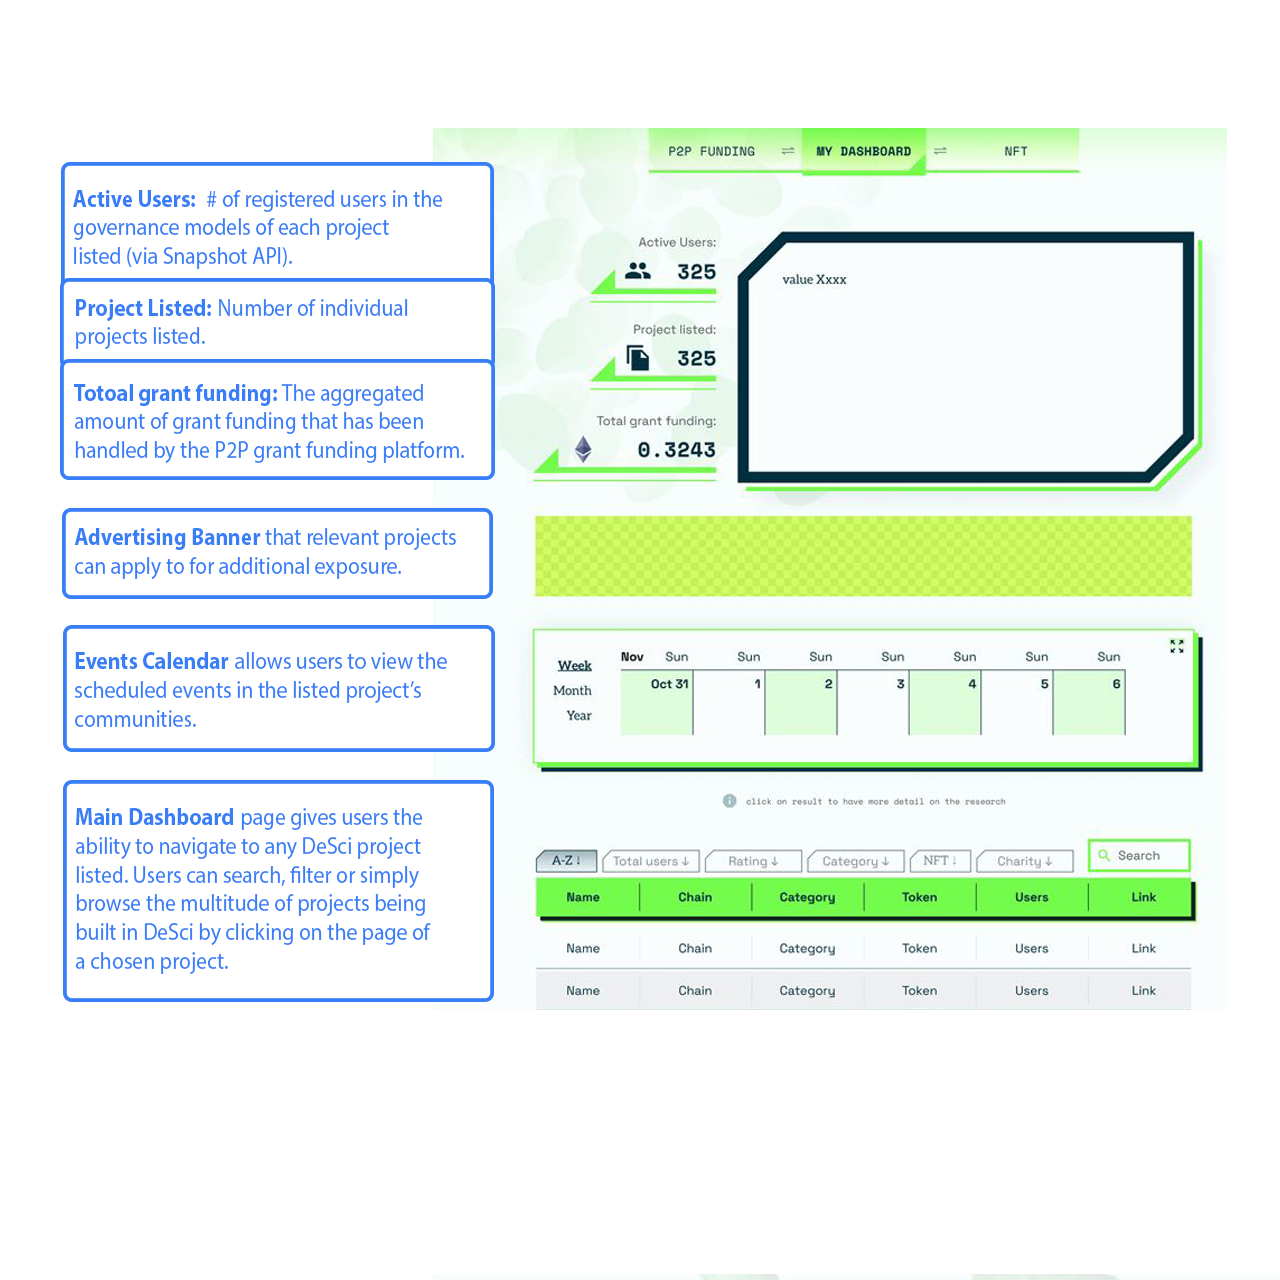 P2P FUNDING ⇌ MY DASHBOARD ⇌ NFT
Active Users:  # of registered users in the
governance models of each project
listed (via Snapshot API).
Project Listed: Number of individual
projects listed.
Totoal grant funding: The aggregated
amount of grant funding that has been
handled by the P2P grant funding platform.
Active Users:
325
Project listed:
325
Total grant funding:
0.3243
value Xxxx
Advertising Banner that relevant projects
can apply to for additional exposure.
Events Calendar allows users to view the
scheduled events in the listed project’s
communities.
Week
Month
Year
Nov Sun Sun Sun Sun Sun Sun Sun
Oct 31 1 2 3 4 5 6
click on result to have more detail on the research
Main Dashboard page gives users the
ability to navigate to any DeSci project
listed. Users can search, filter or simply
browse the multitude of projects being
built in DeSci by clicking on the page of
a chosen project.
A-Z ↓ Total users ↓ Rating ↓ Category ↓ NFT ↓ Charity ↓ Search
Name Chain Category Token Users Link
Name Chain Category Token Users Link
Name Chain Category Token Users Link